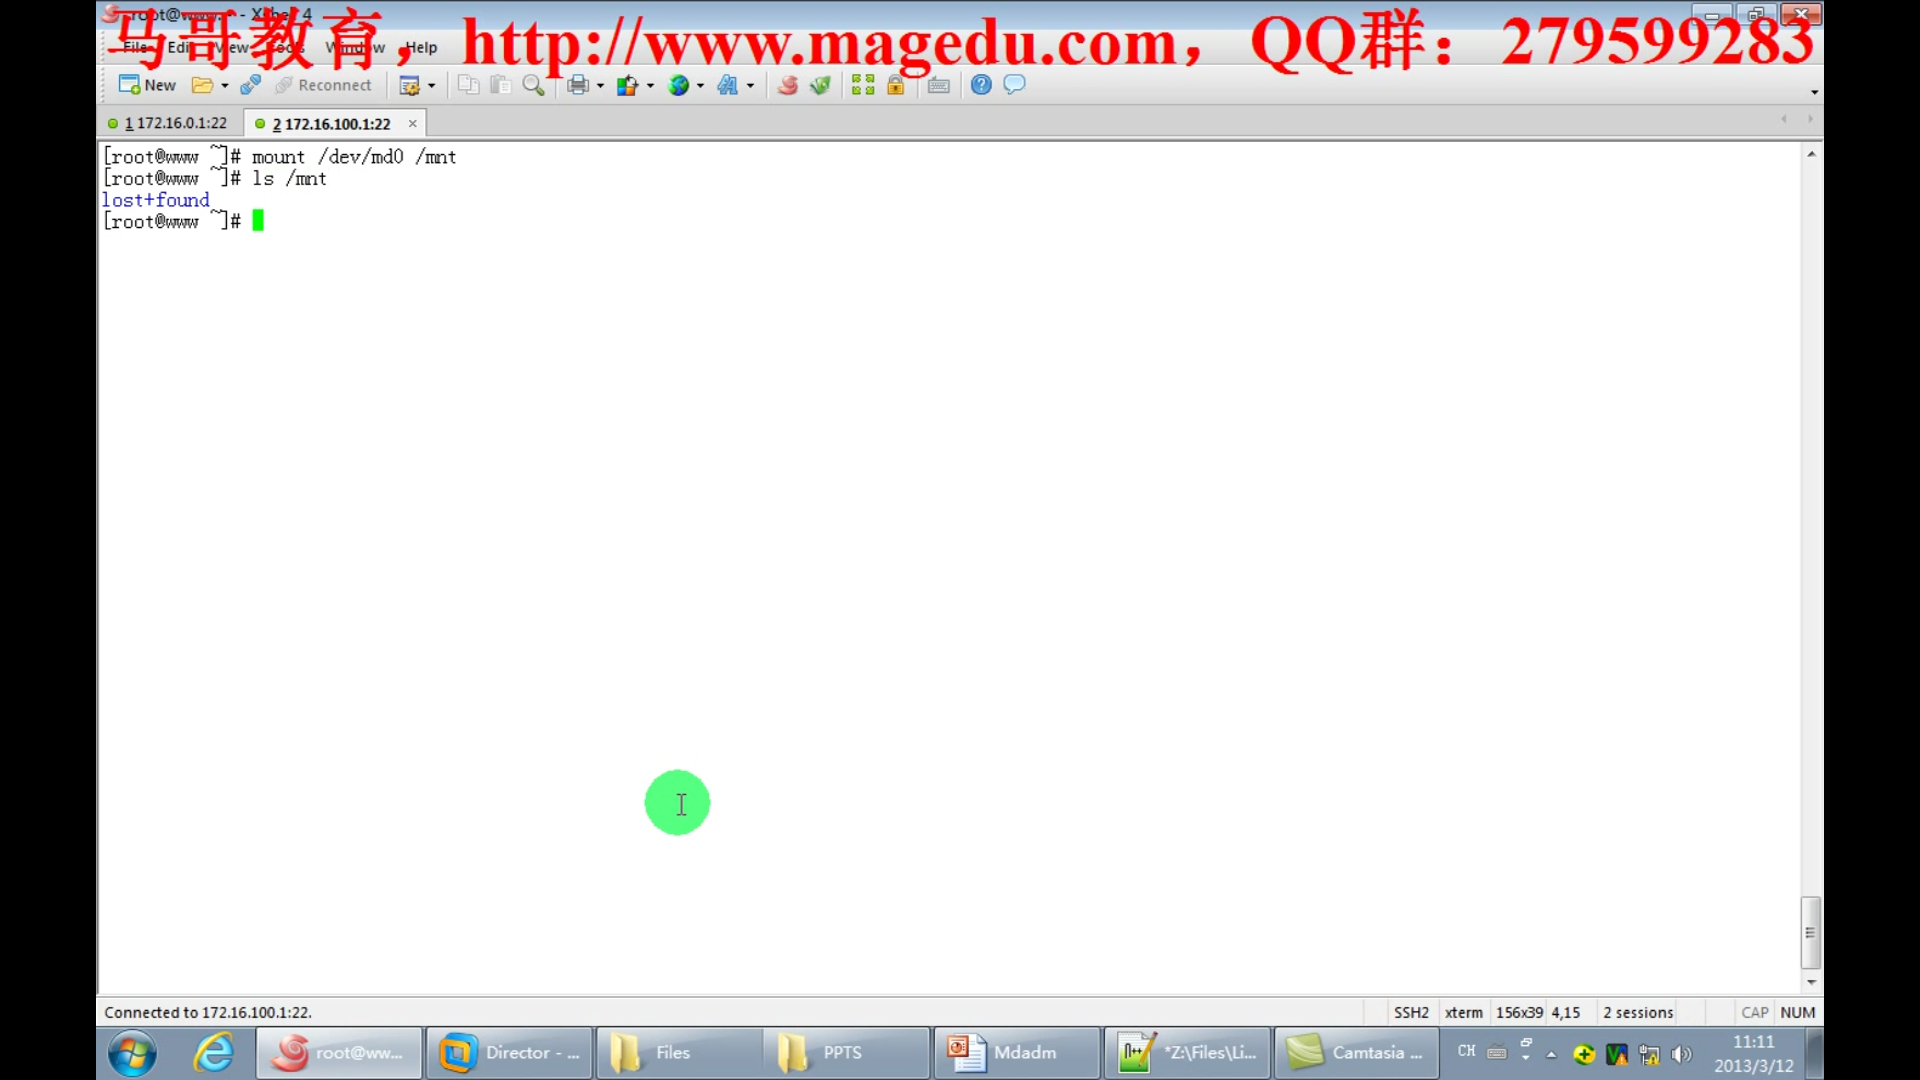 root@www:~ - Xshell 4
马哥教育，http://www.magedu.com，QQ群：279599283
File Edit View Tools Window Help
New Reconnect
1 172.16.0.1:22 2 172.16.100.1:22
[root@www ~]# mount /dev/md0 /mnt
[root@www ~]# ls /mnt
lost+found
[root@www ~]#
Connected to 172.16.100.1:22. SSH2 xterm 156x39 4,15 2 sessions CAP NUM
root@ww... Director - ... Files PPTS Mdadm *Z:\Files\Li... Camtasia ... CH 11:11
2013/3/12